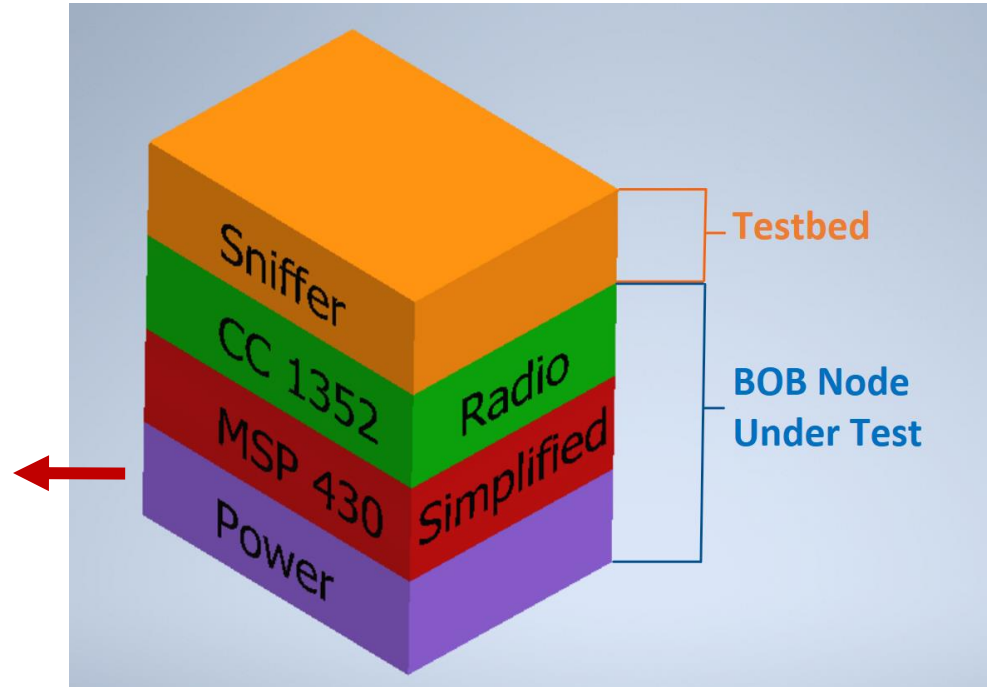 Sniffer
Testbed
CC 1352
Radio
BOB Node
Under Test
MSP 430
Simplified
Power